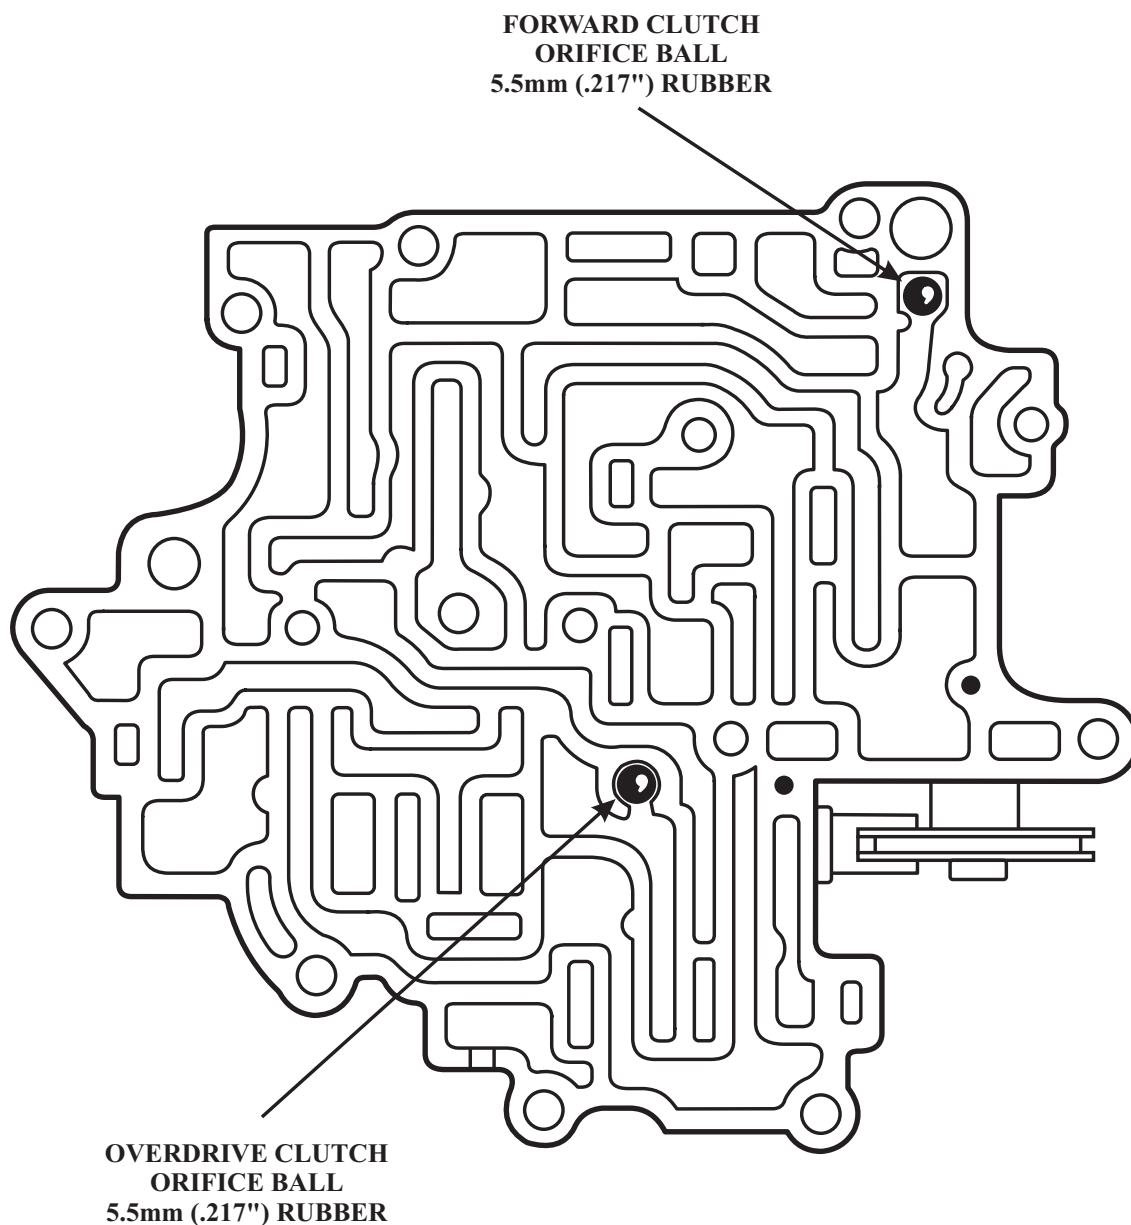 FORWARD CLUTCH
ORIFICE BALL
5.5mm (.217") RUBBER
OVERDRIVE CLUTCH
ORIFICE BALL
5.5mm (.217") RUBBER